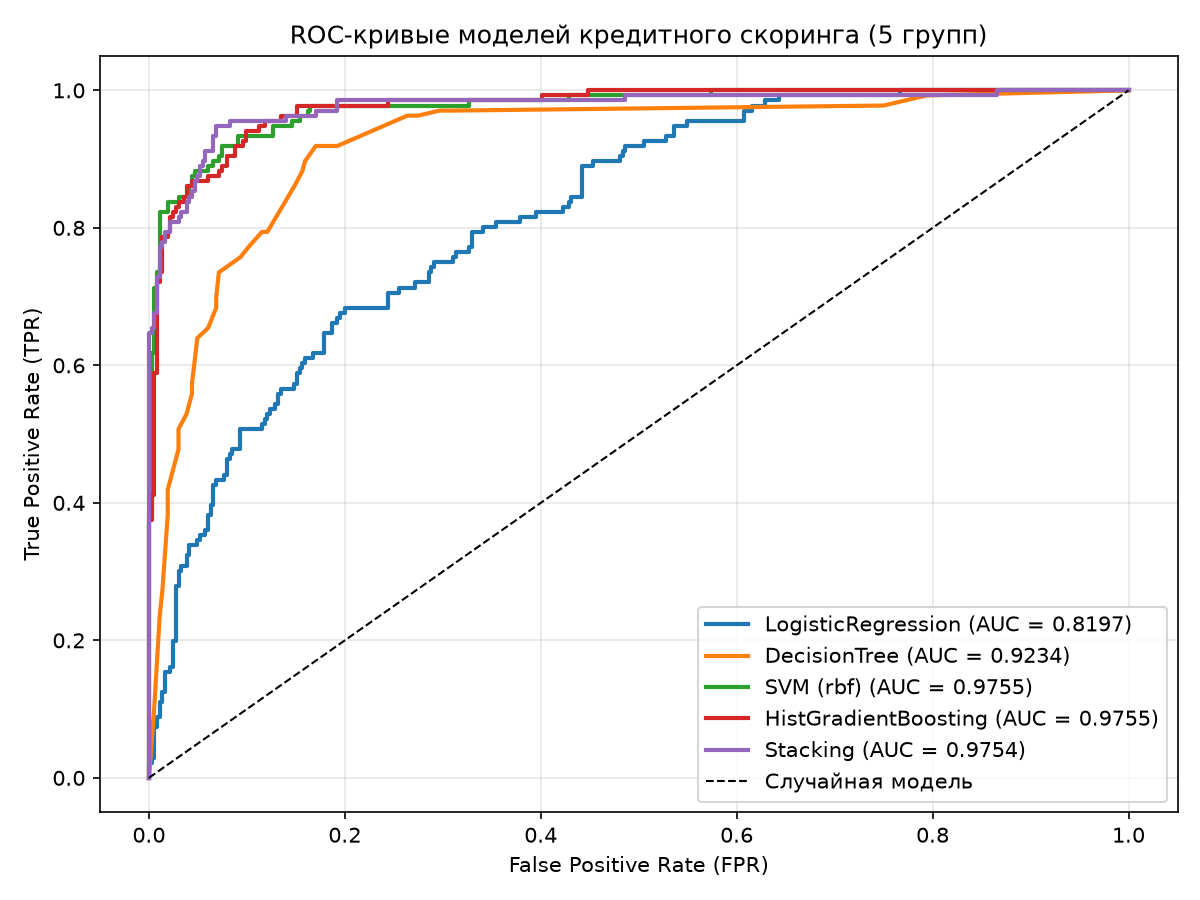 ROC-кривые моделей кредитного скоринга (5 групп)
True Positive Rate (TPR)
1.0
0.8
0.6
0.4
0.2
0.0
0.0 0.2 0.4 0.6 0.8 1.0
False Positive Rate (FPR)
LogisticRegression (AUC = 0.8197)
DecisionTree (AUC = 0.9234)
SVM (rbf) (AUC = 0.9755)
HistGradientBoosting (AUC = 0.9755)
Stacking (AUC = 0.9754)
Случайная модель